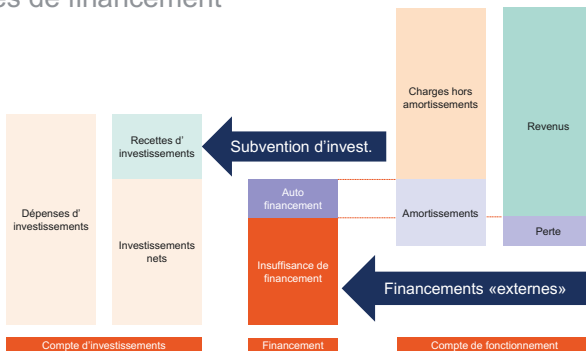 es de financement
Charges hors
amortissements
Revenus
Recettes d’
investissements
Subvention d’invest.
Auto
financement
Dépenses d’
investissements
Amortissements
Perte
Investissements
nets
Insuffisance de
financement
Financements «externes»
Compte d’investissements
Financement
Compte de fonctionnement